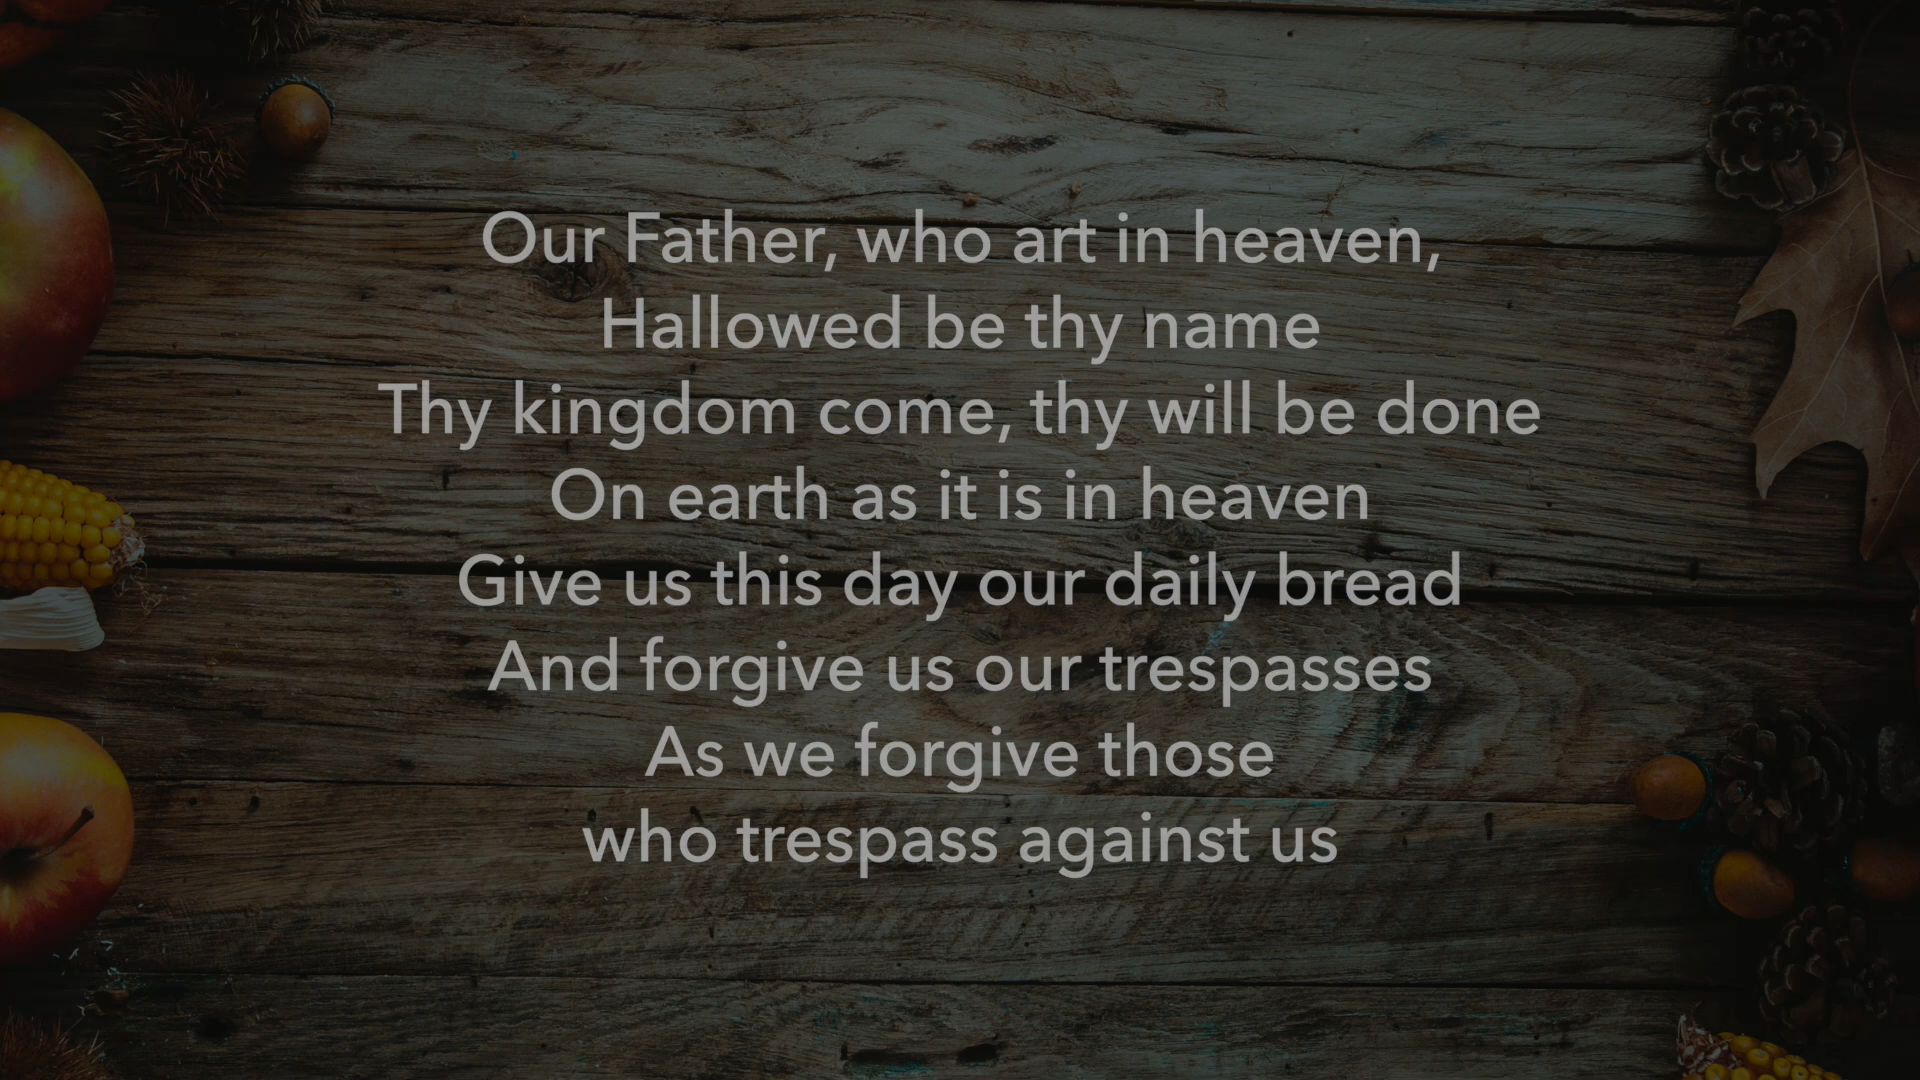 Our Father, who art in heaven,
Hallowed be thy name
Thy kingdom come, thy will be done
On earth as it is in heaven
Give us this day our daily bread
And forgive us our trespasses
As we forgive those
who trespass against us